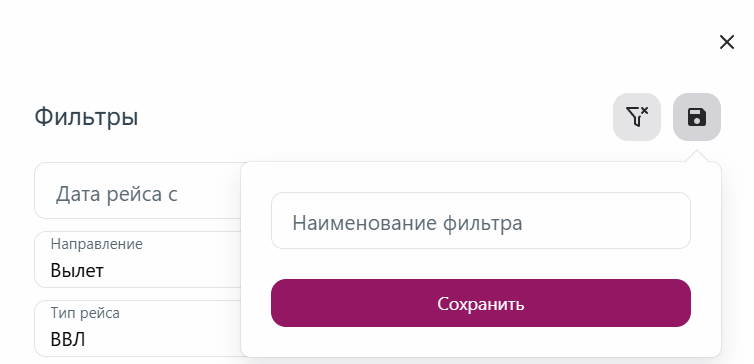 Фильтры
Дата рейса с
Наименование фильтра
Направление
Вылет
Сохранить
Тип рейса
ВВЛ